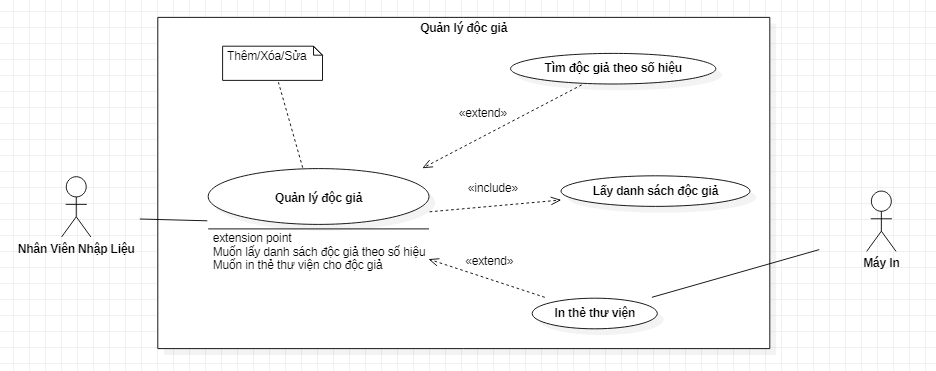 Quản lý độc giả
Thêm/Xóa/Sửa
Tìm độc giả theo số hiệu
«extend»
Quản lý độc giả
«include»
Lấy danh sách độc giả
Nhân Viên Nhập Liệu
extension point
Muốn lấy danh sách độc giả theo số hiệu
Muốn in thẻ thư viện cho độc giả
«extend»
Máy In
In thẻ thư viện